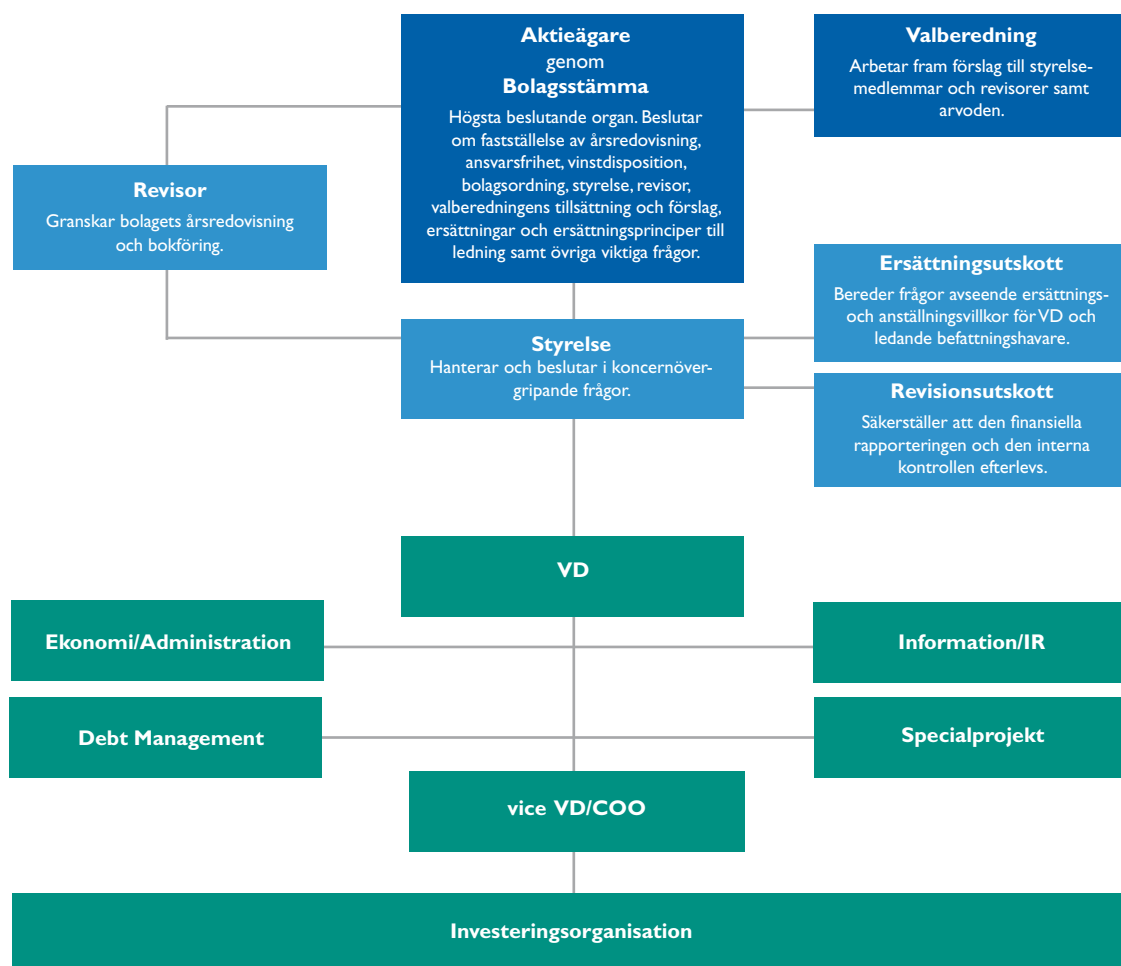 Aktieägare
genom
Bolagsstämma
Högsta beslutande organ. Beslutar
om fastställelse av årsredovisning,
ansvarsfrihet, vinstdisposition,
bolagsordning, styrelse, revisor,
valberedningens tillsättning och förslag,
ersättningar och ersättningsprinciper till
ledning samt övriga viktiga frågor.
Valberedning
Arbetar fram förslag till styrelse-
medlemmar och revisorer samt
arvoden.
Revisor
Granskar bolagets årsredovisning
och bokföring.
Ersättningsutskott
Bereder frågor avseende ersättnings-
och anställningsvillkor för VD och
ledande befattningshavare.
Styrelse
Hanterar och beslutar i koncernöver-
gripande frågor.
Revisionsutskott
Säkerställer att den finansiella
rapporteringen och den interna
kontrollen efterlevs.
VD
Ekonomi/Administration
Information/IR
Debt Management
Specialprojekt
vice VD/COO
Investeringsorganisation